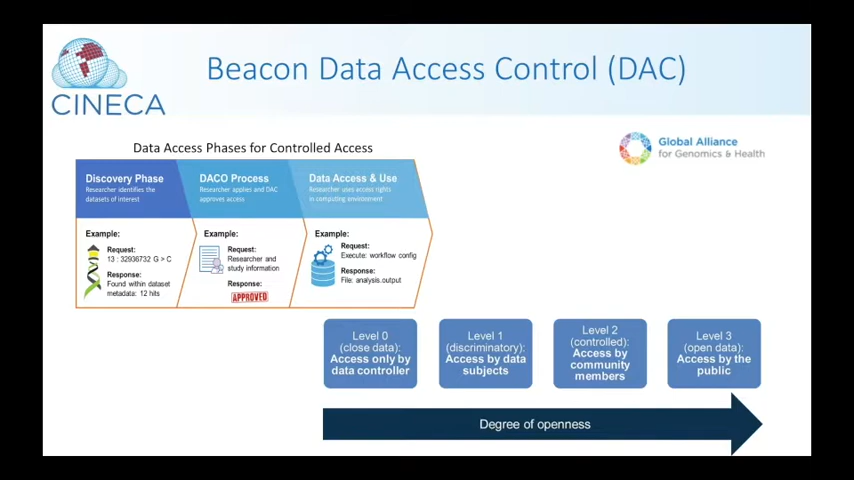 Beacon Data Access Control (DAC)
CINECA
Data Access Phases for Controlled Access
Global Alliance
for Genomics & Health
Discovery Phase
Researcher identifies the
datasets of interest
DACO Process
Researcher applies and DAC
approves access
Data Access & Use
Researcher uses access rights
in computing environment
Example:
Request:
13 : 32936732 G > C
Response:
Found within dataset
metadata: 12 hits
Example:
Request:
Researcher and
study information
Response:
APPROVED
Example:
Request:
Execute: workflow config
Response:
File: analysis.output
Level 0
(close data):
Access only by
data controller
Level 1
(discriminatory):
Access by data
subjects
Level 2
(controlled):
Access by
community
members
Level 3
(open data):
Access by the
public
Degree of openness